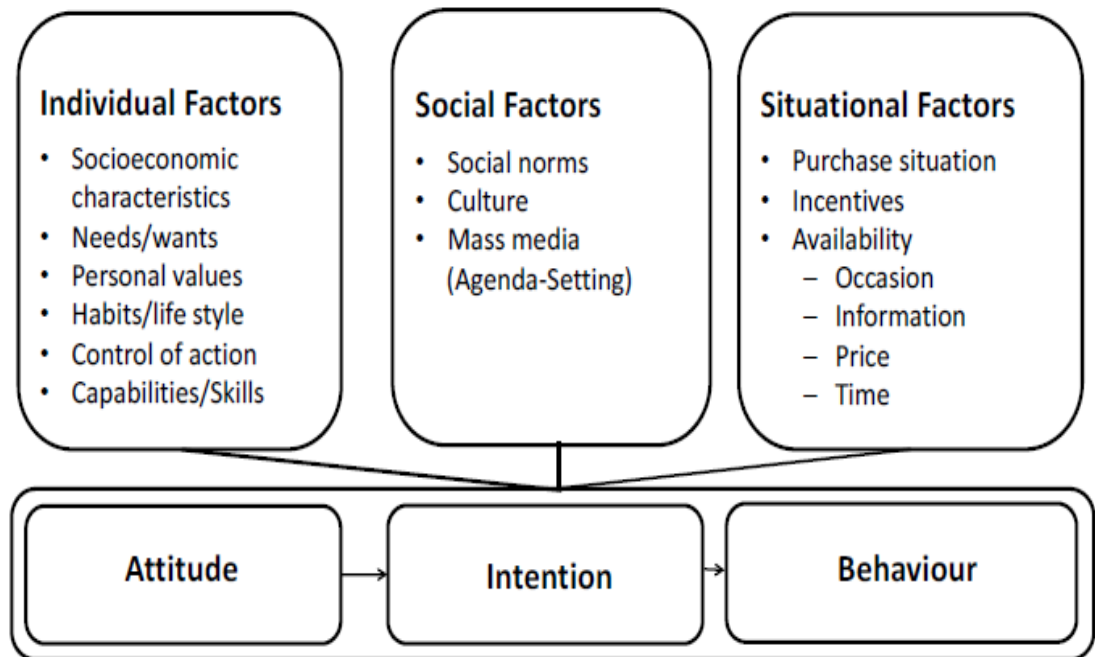 Individual Factors
• Socioeconomic
characteristics
• Needs/wants
• Personal values
• Habits/life style
• Control of action
• Capabilities/Skills
Social Factors
• Social norms
• Culture
• Mass media
(Agenda-Setting)
Situational Factors
• Purchase situation
• Incentives
• Availability
– Occasion
– Information
– Price
– Time
Attitude
Intention
Behaviour